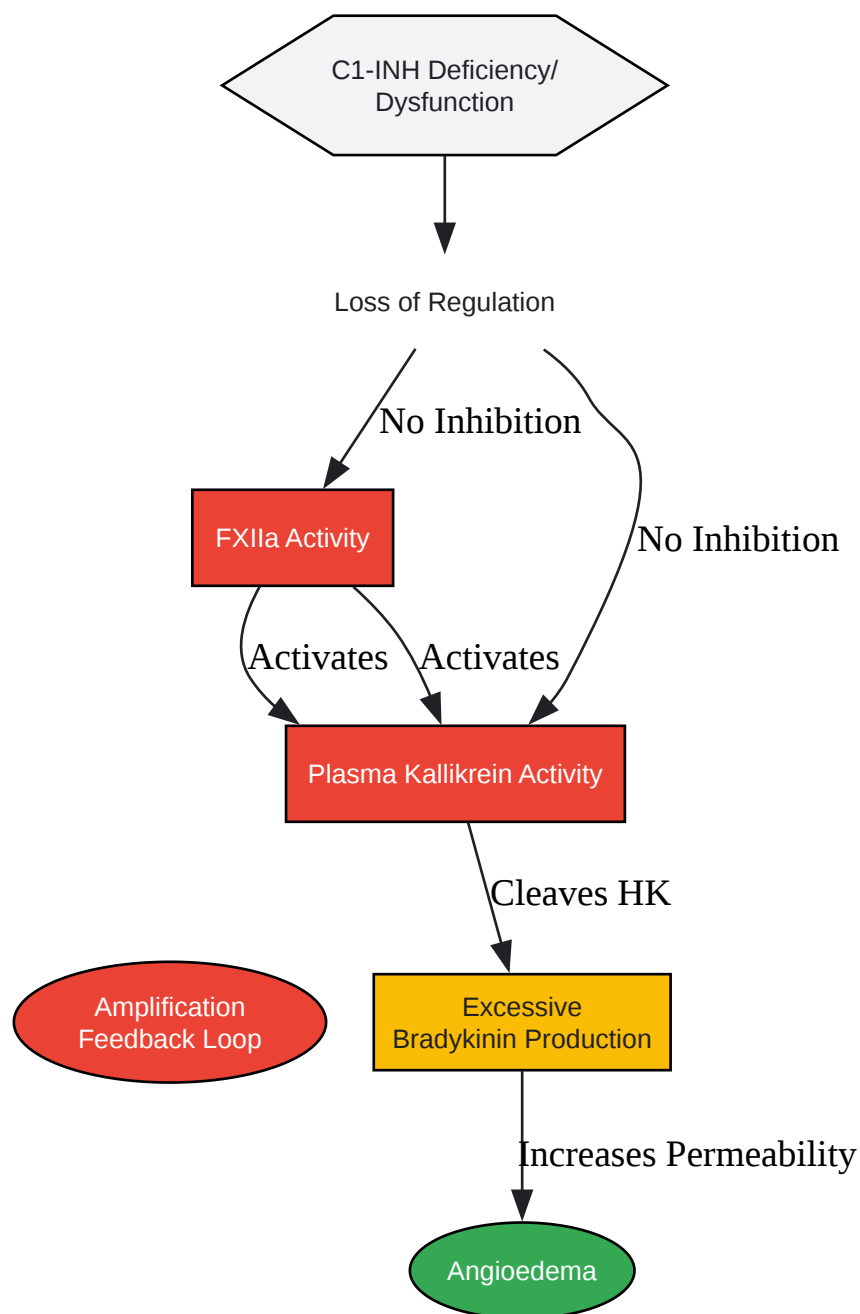 C1-INH Deficiency/
Dysfunction
Loss of Regulation
No Inhibition
FXIIa Activity
No Inhibition
Activates
Activates
Plasma Kallikrein Activity
Cleaves HK
Amplification
Feedback Loop
Excessive
Bradykinin Production
Increases Permeability
Angioedema